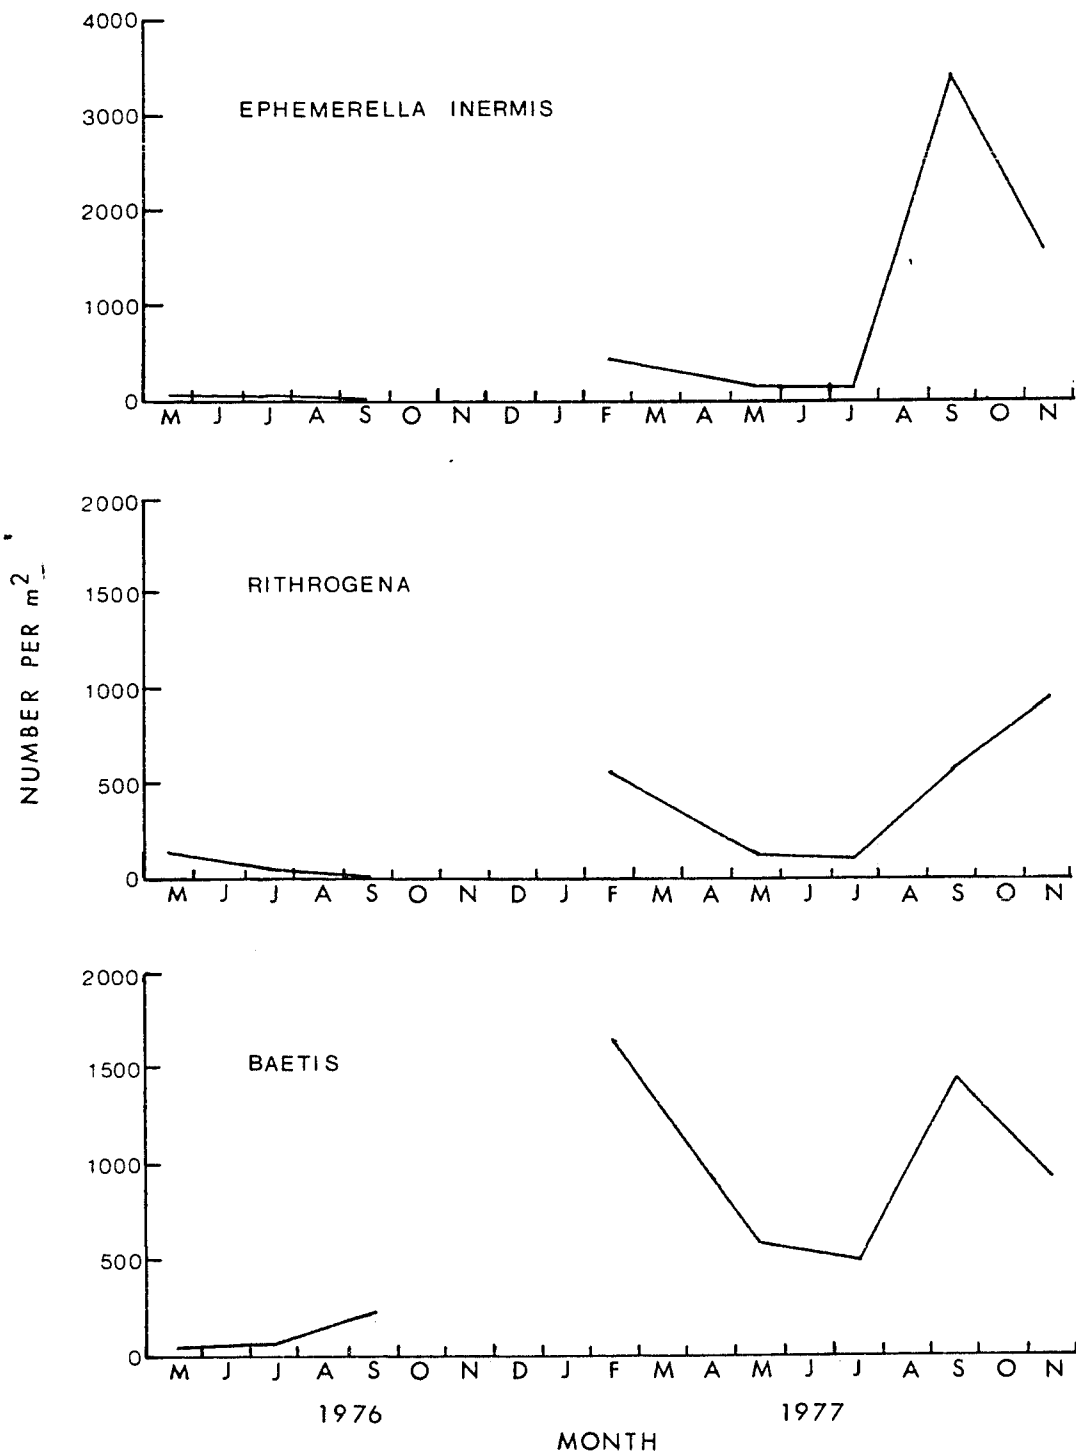 4000
EPHEMERELLA INERMIS
3000
2000
1000
0
M J J A S O N D J F M A M J J A S O N
NUMBER PER m2
2000
RITHROGENA
1500
1000
500
0
M J J A S O N D J F M A M J J A S O N
2000
BAETIS
1500
1000
500
0
M J J A S O N D J F M A M J J A S O N
1976 1977
MONTH